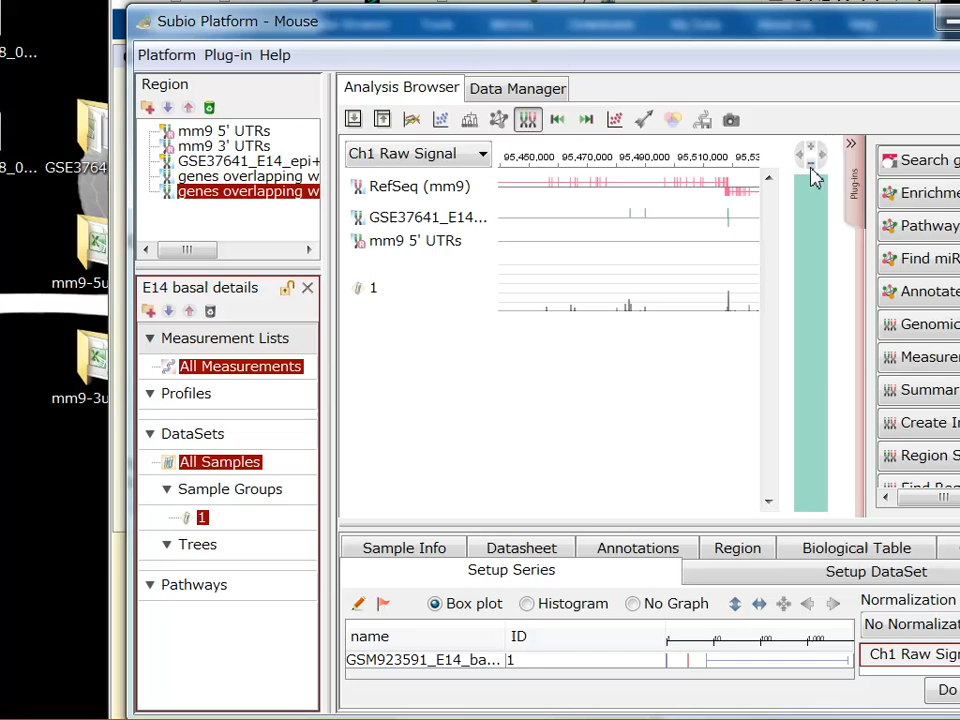 Subio Platform - Mouse
8_0...
Platform Plug-in Help
Region
Analysis Browser
Data Manager
mm9 5' UTRs
mm9 3' UTRs
GSE37641_E14_epi+
genes overlapping w
genes overlapping w
GSE3764
Ch1 Raw Signal
95,450,000 95,470,000 95,490,000 95,510,000 95,53
RefSeq (mm9)
GSE37641_E14...
mm9 5' UTRs
1
Plug-ins
Search g
Enrichme
Pathway
Find miR
Annotate
Genomic
Measurem
Summar
Create In
Region S
mm9-5u
mm9-3u
E14 basal details
Measurement Lists
All Measurements
Profiles
DataSets
All Samples
Sample Groups
1
Trees
Pathways
Sample Info
Datasheet
Annotations
Region
Biological Table
Setup Series
Setup DataSet
Box plot
Histogram
No Graph
Normalization
No Normalizat
name
ID
GSM923591_E14_ba...
1
Ch1 Raw Sign
Do